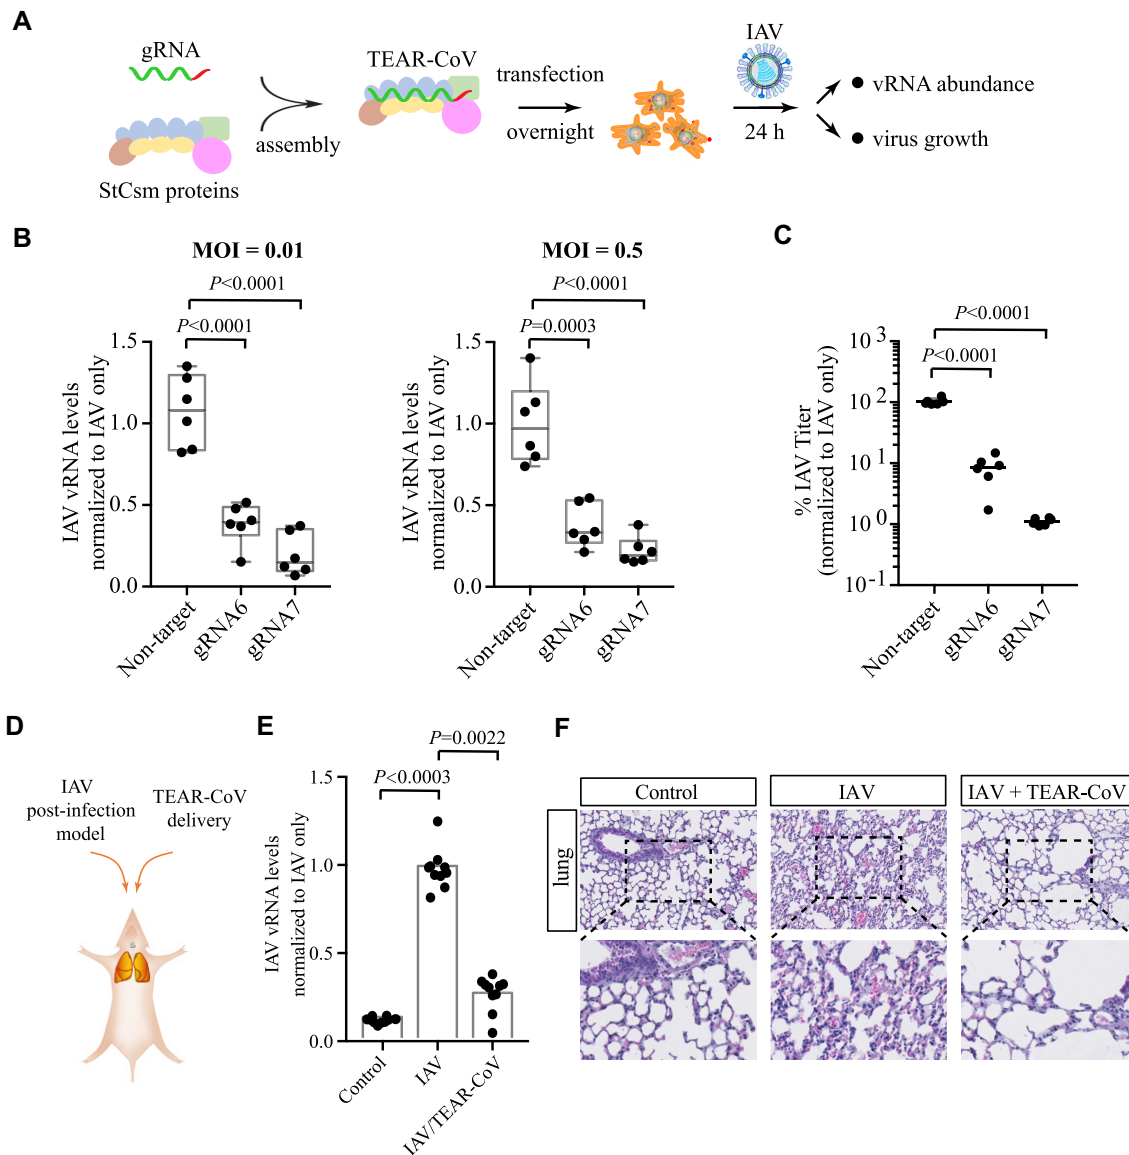 A
gRNA
StCsm proteins
assembly
TEAR-CoV
transfection
overnight
IAV
24 h
vRNA abundance
virus growth
B
MOI = 0.01
P<0.0001
P<0.0001
IAV vRNA levels
normalized to IAV only
1.5
1.0
0.5
0.0
Non-target
gRNA6
gRNA7
MOI = 0.5
P<0.0001
P=0.0003
IAV vRNA levels
normalized to IAV only
1.5
1.0
0.5
0.0
Non-target
gRNA6
gRNA7
C
P<0.0001
P<0.0001
% IAV Titer
(normalized to IAV only)
10 3
10 2
10 1
10 0
10 -1
Non-target
gRNA6
gRNA7
D
IAV
post-infection
model
TEAR-CoV
delivery
E
P=0.0022
P<0.0003
IAV vRNA levels
normalized to IAV only
1.5
1.0
0.5
0.0
Control
IAV
IAV/TEAR-CoV
F
Control
IAV
IAV + TEAR-CoV
lung